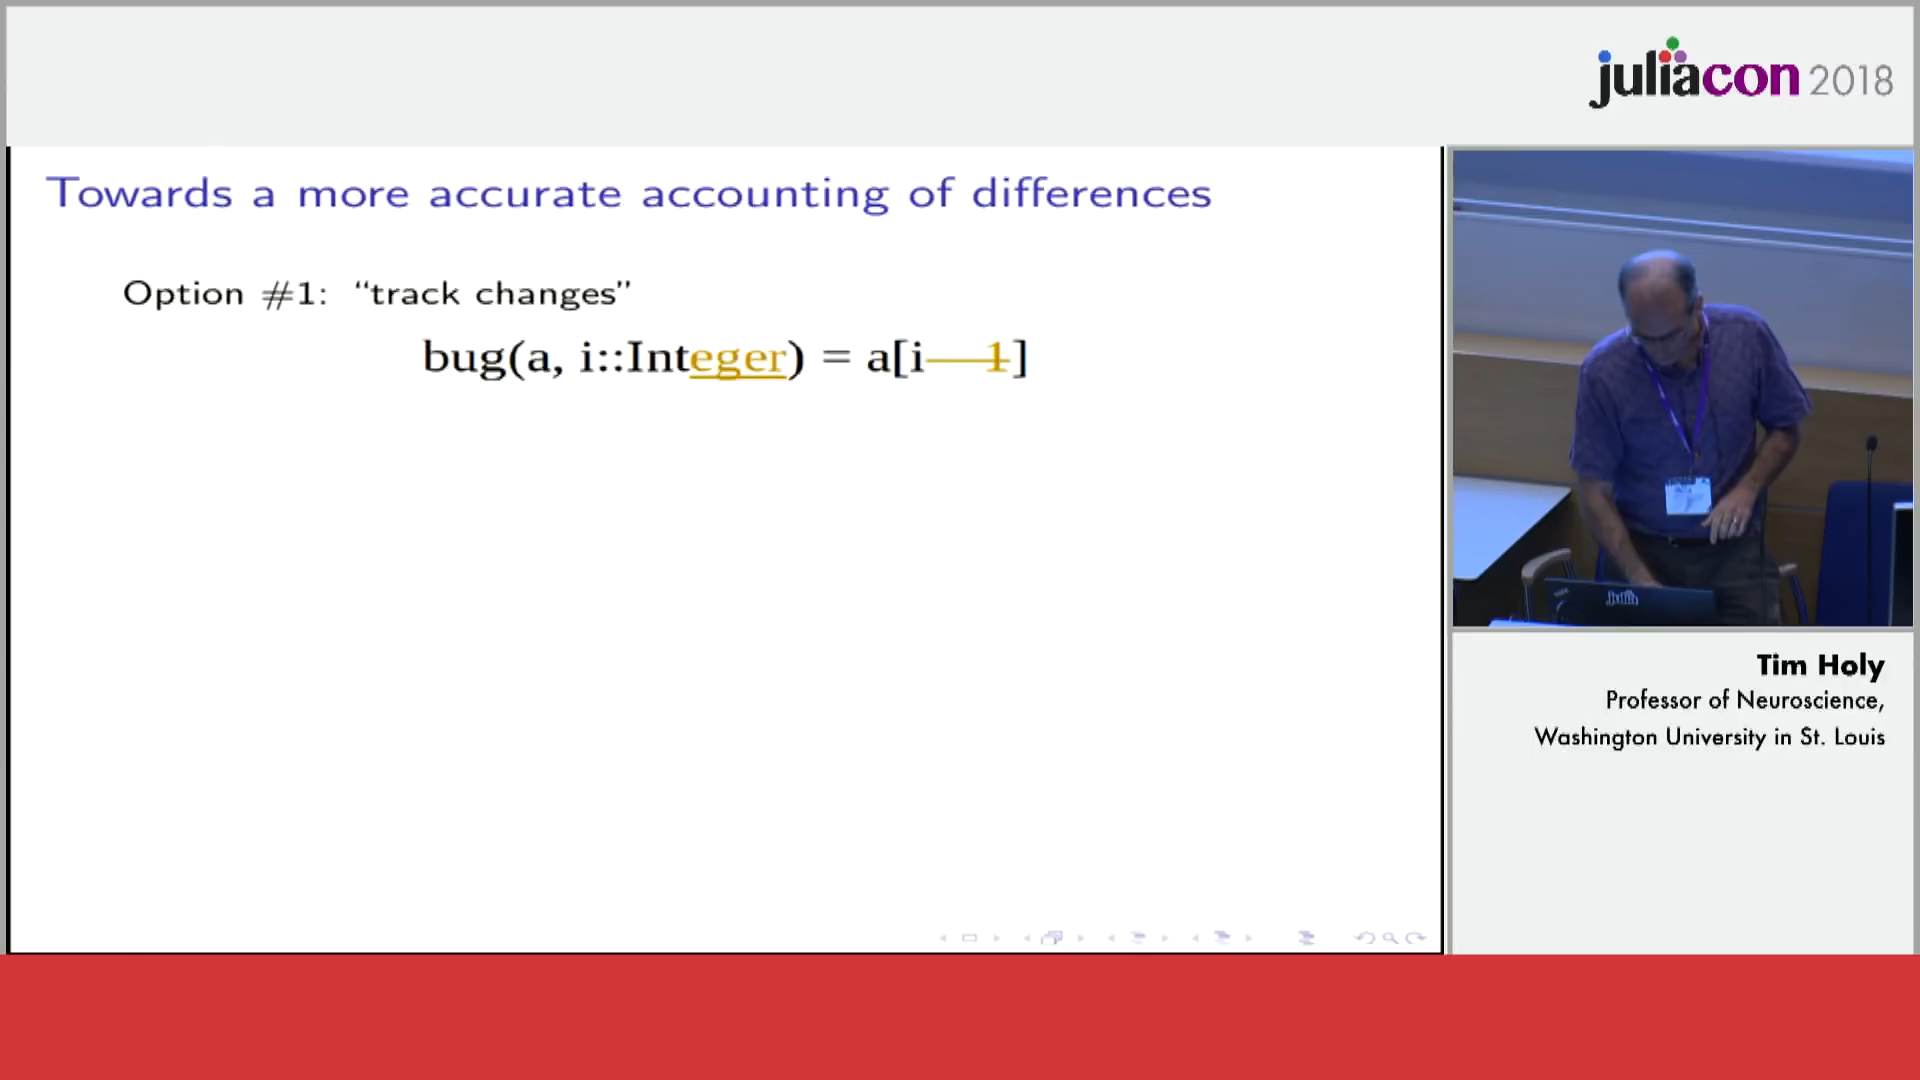 juliacon 2018
Towards a more accurate accounting of differences
Option #1: “track changes”
bug(a, i::Integer) = a[i - 1]
julia
Tim Holy
Professor of Neuroscience,
Washington University in St. Louis